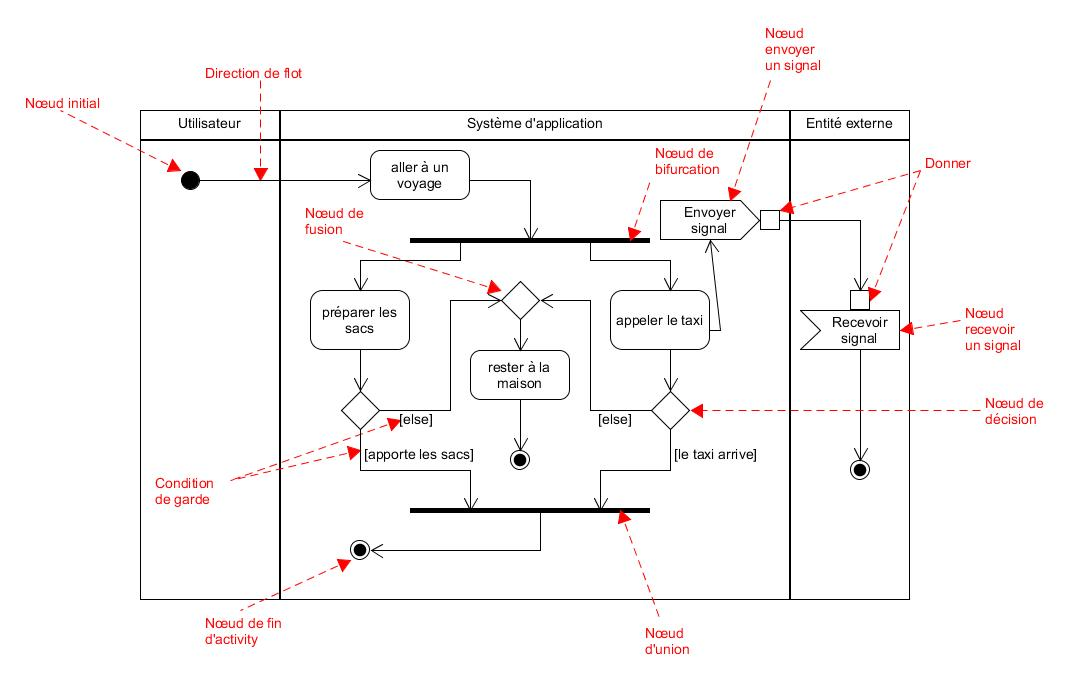 Nœud
envoyer
un signal
Direction de flot
Nœud initial
Utilisateur
Système d'application
Entité externe
aller à un
voyage
Nœud de
bifurcation
Donner
Nœud de
fusion
Envoyer
signal
préparer les
sacs
appeler le taxi
Recevoir
signal
Nœud
recevoir
un signal
rester à la
maison
[else]
[else]
Nœud de
décision
[apporte les sacs]
[le taxi arrive]
Condition
de garde
Nœud de fin
d'activity
Nœud
d'union